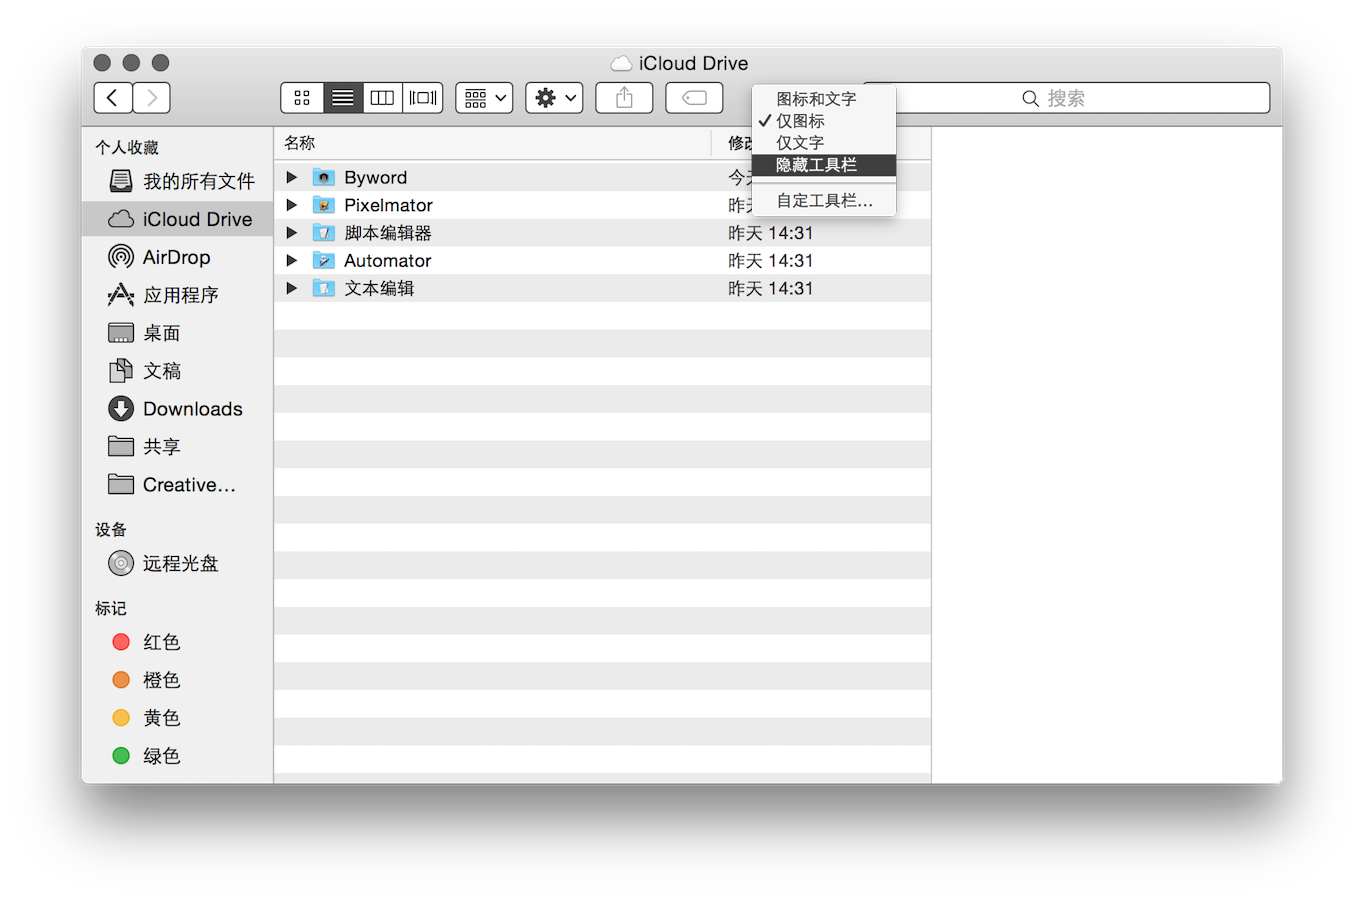 iCloud Drive
搜索
图标和文字
仅图标
仅文字
隐藏工具栏
自定工具栏...
个人收藏
我的所有文件
iCloud Drive
AirDrop
应用程序
桌面
文稿
Downloads
共享
Creative...
设备
远程光盘
标记
红色
橙色
黄色
绿色
名称 修改
Byword 今天
Pixelmator 昨天
脚本编辑器 昨天 14:31
Automator 昨天 14:31
文本编辑 昨天 14:31